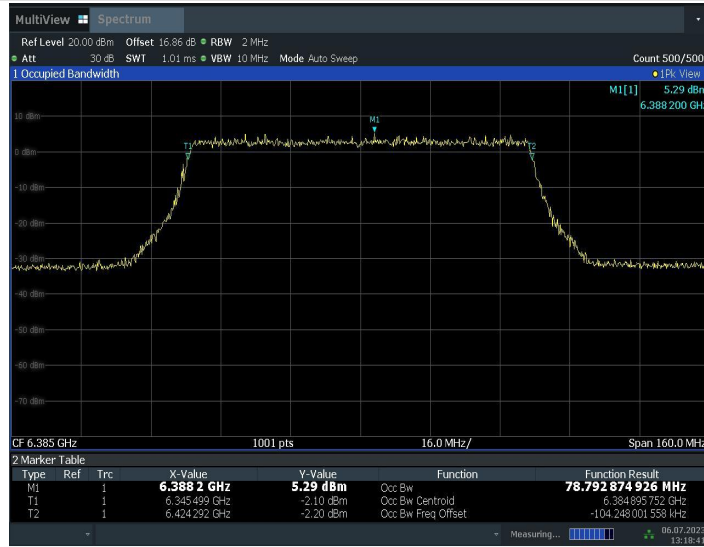 MultiView Spectrum
Ref Level 20.00 dBm Offset 16.86 dB RBW 2 MHz
Att 30 dB SWT 1.01 ms VBW 10 MHz Mode Auto Sweep Count 500/500
1 Occupied Bandwidth 1Pk View
M1[1] 5.29 dBm
6.388 200 GHz
10 dBm
M1
T1
T2
0 dBm
-10 dBm
-20 dBm
-30 dBm
-40 dBm
-50 dBm
-60 dBm
-70 dBm
CF 6.385 GHz 1001 pts 16.0 MHz/ Span 160.0 MHz
2 Marker Table
Type Ref Trc X-Value Y-Value Function Function Result
M1 1 6.388 2 GHz 5.29 dBm Occ Bw 78.792 874 926 MHz
T1 1 6.345 499 GHz -2.10 dBm Occ Bw Centroid 6.384 895 752 GHz
T2 1 6.424 292 GHz -2.20 dBm Occ Bw Freq Offset -104.248 001 558 kHz
Measuring... 06.07.2023
13:18:41